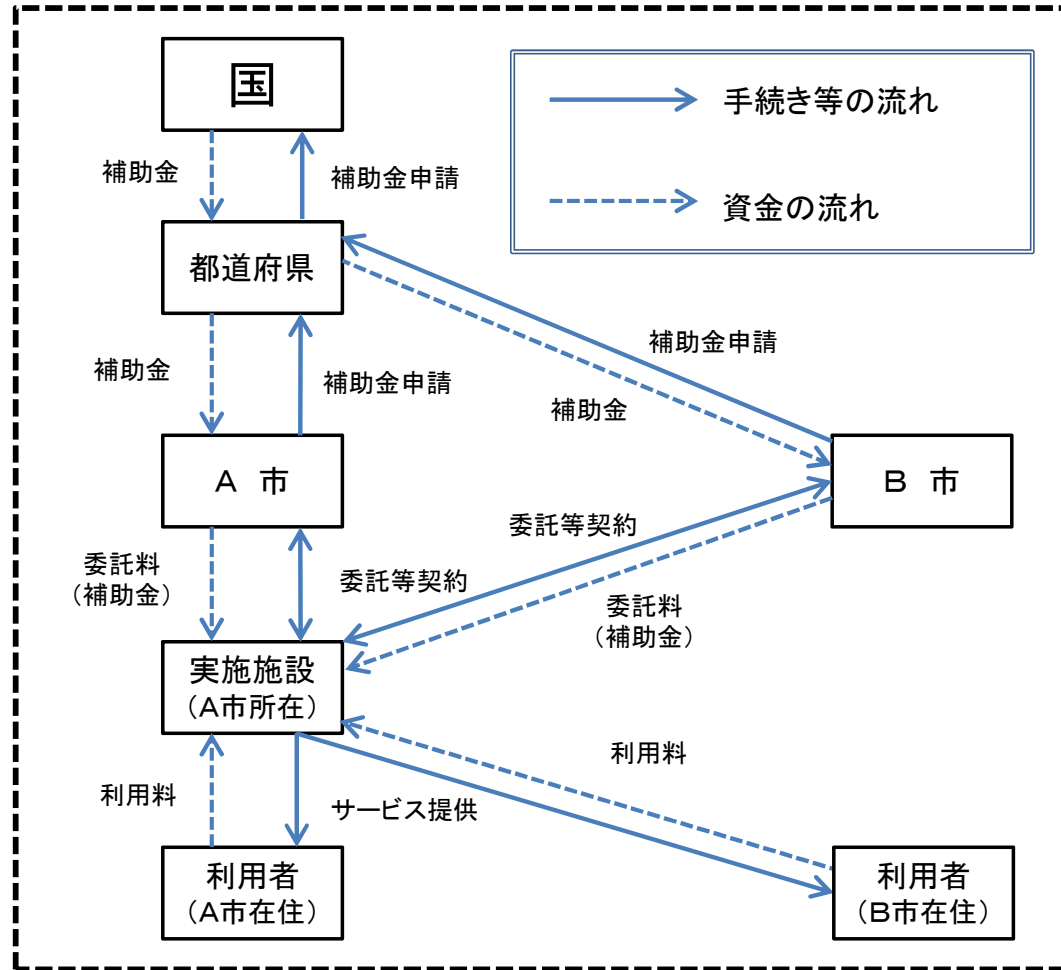 国
手続き等の流れ
資金の流れ
補助金
補助金申請
都道府県
補助金
補助金申請
補助金申請
補助金
A 市
B 市
委託料
（補助金）
委託等契約
委託等契約
委託料
（補助金）
実施施設
（A市所在）
利用料
サービス提供
利用料
利用者
（A市在住）
利用者
（B市在住）